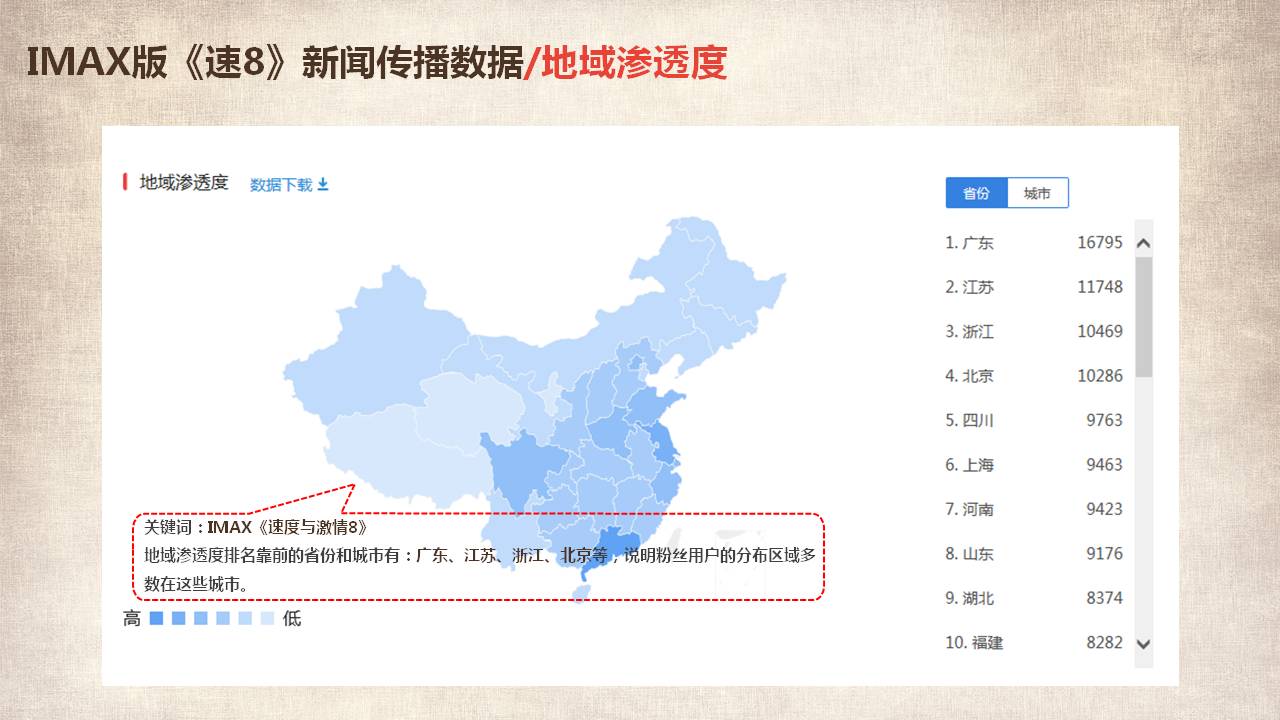 IMAX版《速8》新闻传播数据/地域渗透度
地域渗透度
数据下载
省份
城市
1. 广东 16795
2. 江苏 11748
3. 浙江 10469
4. 北京 10286
5. 四川 9763
6. 上海 9463
7. 河南 9423
8. 山东 9176
9. 湖北 8374
10. 福建 8282
关键词：IMAX《速度与激情8》
地域渗透度排名靠前的省份和城市有：广东、江苏、浙江、北京等，说明粉丝用户的分布区域多
数在这些城市。
高
低